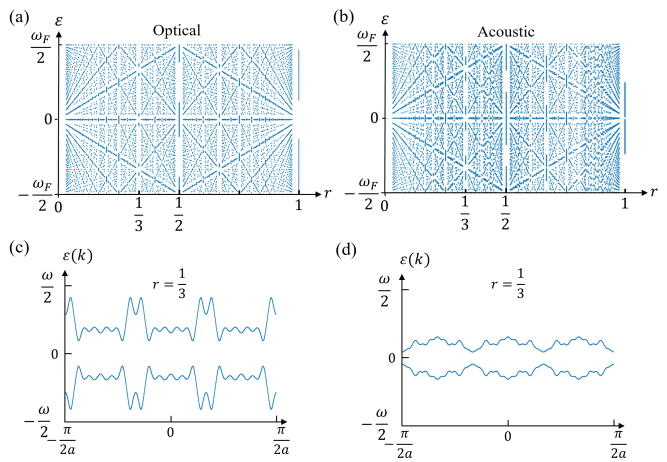 (a) ε Optical
ω_F/2
0
−ω_F/2
0 1/3 1/2 1 r
(b) ε Acoustic
ω_F/2
0
−ω_F/2
0 1/3 1/2 1 r
(c) ε(k)
r = 1/3
ω/2
0
−ω/2
−π/2a 0 π/2a
(d) ε(k)
r = 1/3
ω/2
0
−ω/2
−π/2a 0 π/2a